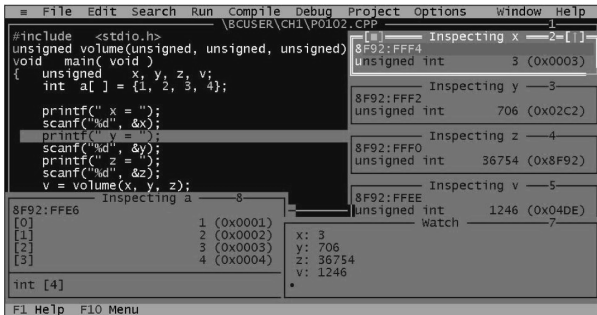 ≡ File Edit Search Run Compile Debug Project Options Window Help
\BCUSER\CH1\P0102.CPP 1
#include <stdio.h>
unsigned volume(unsigned, unsigned, unsigned)
void main( void )
{ unsigned x, y, z, v;
int a[ ] = {1, 2, 3, 4};
printf(" x = ");
scanf("%d", &x);
printf(" y = ");
scanf("%d", &y);
printf(" z = ");
scanf("%d", &z);
v = volume(x, y, z);
[■] Inspecting x 2=[↑]
8F92:FFF4
unsigned int 3 (0x0003)
Inspecting y 3
8F92:FFF2
unsigned int 706 (0x02C2)
Inspecting z 4
8F92:FFF0
unsigned int 36754 (0x8F92)
Inspecting v 5
8F92:FFEE
unsigned int 1246 (0x04DE)
Inspecting a 8
8F92:FFE6
[0] 1 (0x0001)
[1] 2 (0x0002)
[2] 3 (0x0003)
[3] 4 (0x0004)
int [4]
Watch 7
x: 3
y: 706
z: 36754
v: 1246
F1 Help F10 Menu